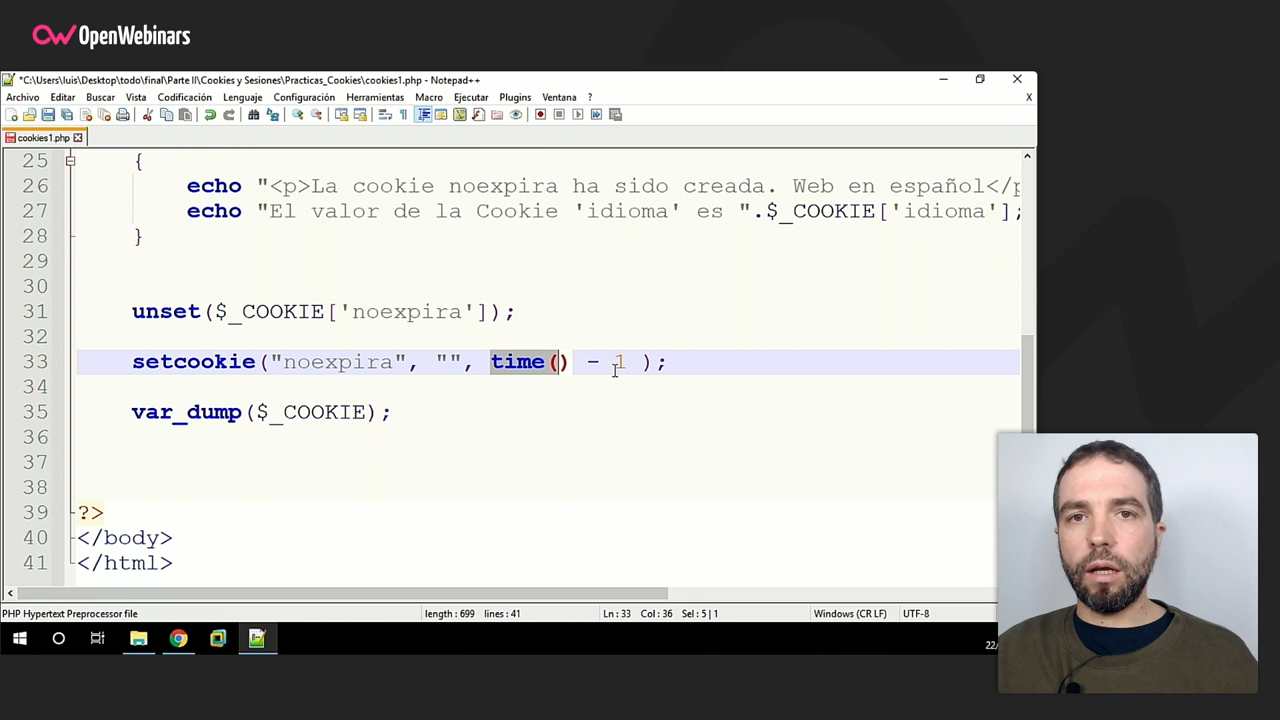 OpenWebinars
*C:\Users\luis\Desktop\todo\final\Parte II\Cookies y Sesiones\Practicas_Cookies\cookies1.php - Notepad++
Archivo Editar Buscar Vista Codificación Lenguaje Configuración Herramientas Macro Ejecutar Plugins Ventana ? X
cookies1.php
25 {
26 echo "<p>La cookie noexpira ha sido creada. Web en español</p
27 echo "El valor de la Cookie 'idioma' es ".$_COOKIE['idioma'];
28 }
29
30
31 unset($_COOKIE['noexpira']);
32
33 setcookie("noexpira", "", time() - 1 );
34
35 var_dump($_COOKIE);
36
37
38
39 ?>
40 </body>
41 </html>
PHP Hypertext Preprocessor file length : 699 lines : 41 Ln : 33 Col : 36 Sel : 5 | 1 Windows (CR LF) UTF-8
22/